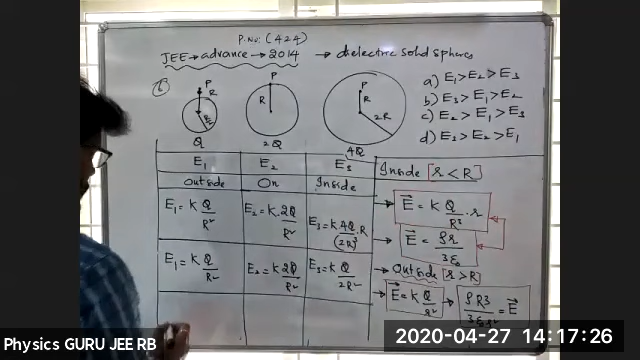 P.No: (424)
JEE → advance → 2014 → dielectric solid spheres
6)
P
R
R/2
Q
P
R
2Q
P
R
2R
4Q
a) E₁ > E₂ > E₃
b) E₃ > E₁ > E₂
c) E₂ > E₁ > E₃
d) E₃ > E₂ > E₁
E₁ E₂ E₃
Outside On Inside
E₁ = K Q/R² E₂ = K.2Q/R² E₃ = K 4Q/(2R)³ . R
E₁ = K Q/R² E₂ = K 2Q/R² E₃ = K Q/2R²
Inside [r < R]
→ E⃗ = K Q/R³ . r
→ E⃗ = ρr/3ε₀
→ Outside [r > R]
→ E⃗ = K Q/r² → ρR³/3ε₀r² = E⃗
Physics GURU JEE RB
2020-04-27 14:17:26